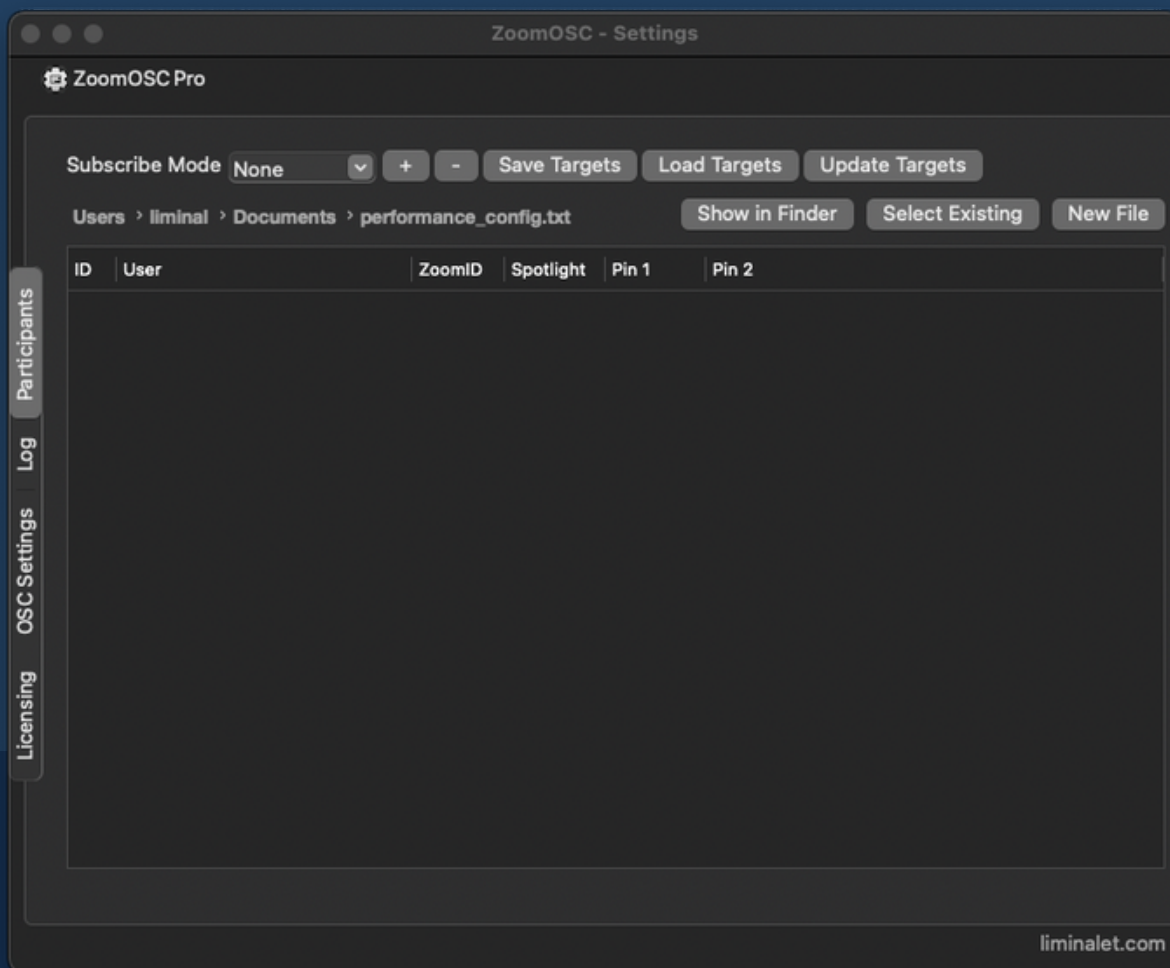 ZoomOSC - Settings
ZoomOSC Pro
Subscribe Mode None + - Save Targets Load Targets Update Targets
Users › liminal › Documents › performance_config.txt Show in Finder Select Existing New File
ID User ZoomID Spotlight Pin 1 Pin 2
Participants
Log
OSC Settings
Licensing
liminalet.com